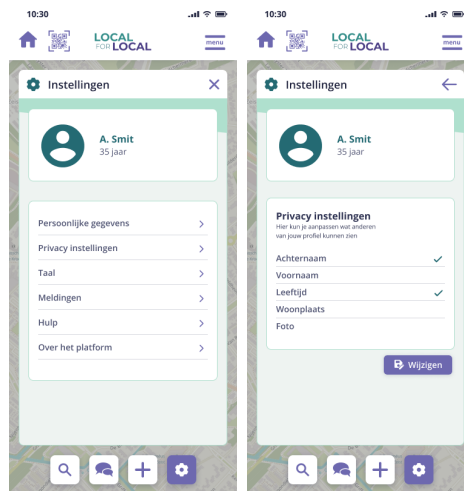 10:30
LOCAL
FOR LOCAL
menu
Instellingen
A. Smit
35 jaar
Persoonlijke gegevens
Privacy instellingen
Taal
Meldingen
Hulp
Over het platform
10:30
LOCAL
FOR LOCAL
menu
Instellingen
A. Smit
35 jaar
Privacy instellingen
Hier kun je aanpassen wat anderen
van jouw profiel kunnen zien
Achternaam
Voornaam
Leeftijd
Woonplaats
Foto
Wijzigen